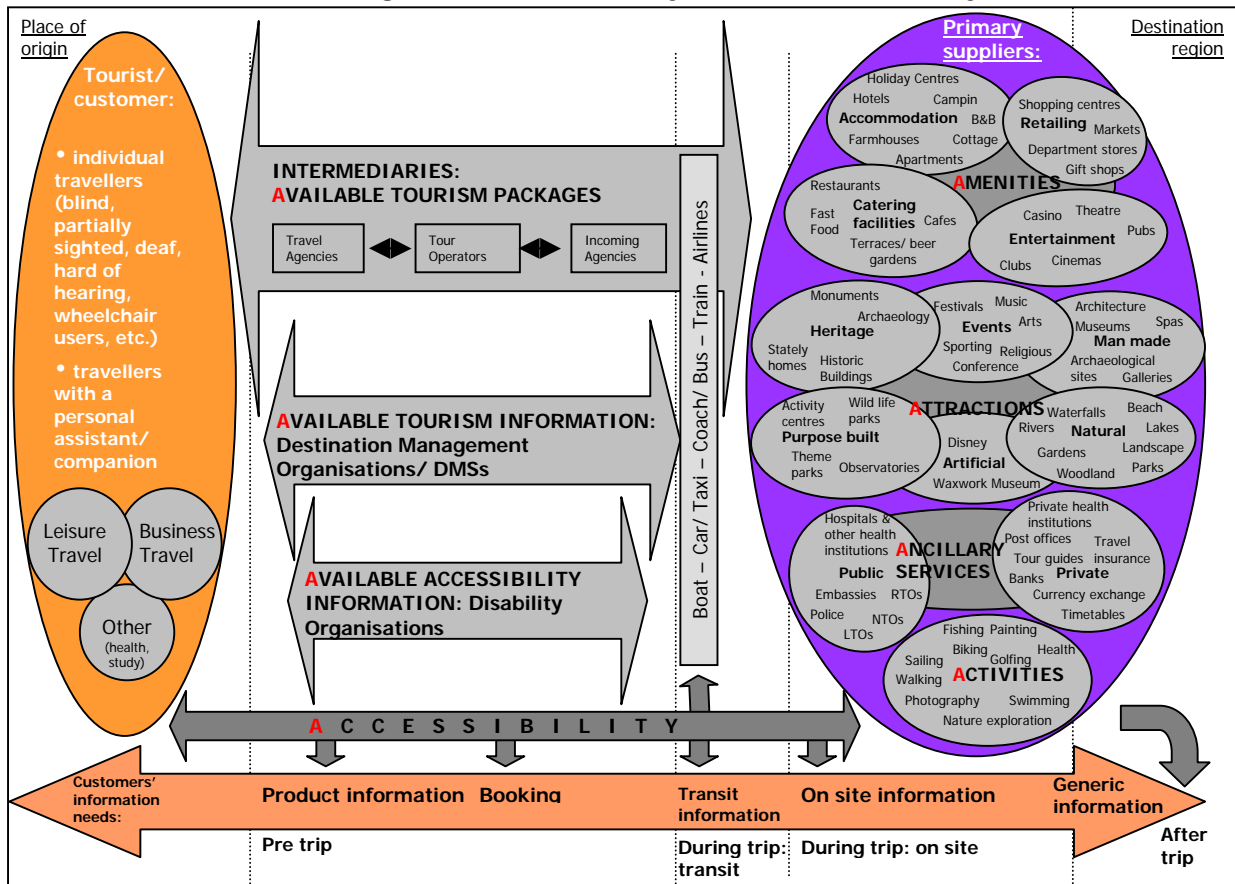 Place of
origin
Tourist/
customer:
• individual
travellers
(blind,
partially
sighted, deaf,
hard of
hearing,
wheelchair
users, etc.)
• travellers
with a
personal
assistant/
companion
Leisure
Travel
Business
Travel
Other
(health,
study)
INTERMEDIARIES:
AVAILABLE TOURISM PACKAGES
Travel
Agencies
Tour
Operators
Incoming
Agencies
AVAILABLE TOURISM INFORMATION:
Destination Management
Organisations/ DMSs
AVAILABLE ACCESSIBILITY
INFORMATION: Disability
Organisations
Boat – Car/ Taxi – Coach/ Bus – Train - Airlines
Primary
suppliers:
Destination
region
Holiday Centres
Hotels
Campin
Accommodation
B&B
Farmhouses
Cottage
Apartments
Shopping centres
Retailing
Markets
Department stores
Gift shops
AMENITIES
Restaurants
Fast
Food
Catering
facilities
Cafes
Terraces/ beer
gardens
Casino
Theatre
Entertainment
Pubs
Clubs
Cinemas
Monuments
Archaeology
Heritage
Stately
homes
Historic
Buildings
Festivals
Music
Events
Arts
Sporting
Religious
Conference
Architecture
Museums
Spas
Man made
Archaeological
sites
Galleries
ATTRACTIONS
Activity
centres
Wild life
parks
Purpose built
Theme
parks
Observatories
Disney
Artificial
Waxwork Museum
Waterfalls
Beach
Rivers
Natural
Lakes
Gardens
Landscape
Woodland
Parks
Hospitals &
other health
institutions
Public
Embassies
RTOs
Police
NTOs
LTOs
ANCILLARY
SERVICES
Private health
institutions
Post offices
Travel
insurance
Tour guides
Banks
Private
Currency exchange
Timetables
Fishing
Painting
Biking
Health
Sailing
Golfing
Walking
ACTIVITIES
Photography
Swimming
Nature exploration
A C C E S S I B I L I T Y
Customers'
information
needs:
Product information
Booking
Transit
information
On site information
Generic
information
Pre trip
During trip:
transit
During trip: on site
After
trip